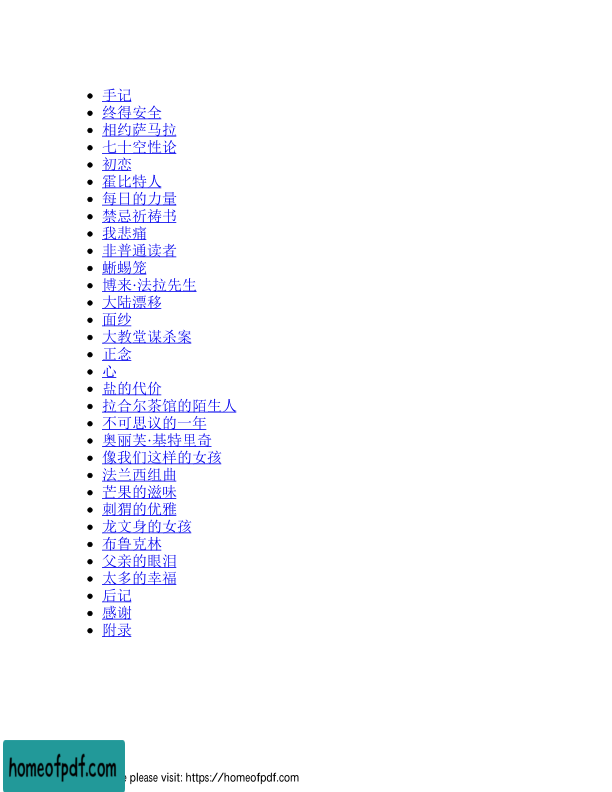 手记
终得安全
相约萨马拉
七十空性论
初恋
霍比特人
每日的力量
禁忌祈祷书
我悲痛
非普通读者
蜥蜴笼
博来·法拉先生
大陆漂移
面纱
大教堂谋杀案
正念
心
盐的代价
拉合尔茶馆的陌生人
不可思议的一年
奥丽芙·基特里奇
像我们这样的女孩
法兰西组曲
芒果的滋味
刺猬的优雅
龙文身的女孩
布鲁克林
父亲的眼泪
太多的幸福
后记
感谢
附录
homeofpdf.com
e please visit: https://homeofpdf.com